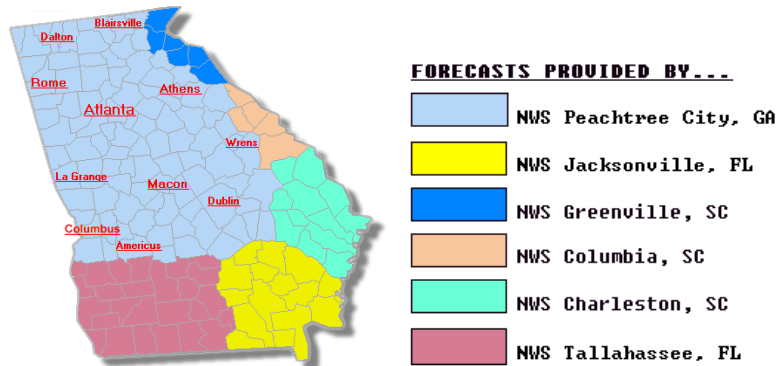 Blairsville
Dalton
Rome
Athens
Atlanta
Wrens
La Grange
Macon
Dublin
Columbus
Americus
FORECASTS PROVIDED BY...
NWS Peachtree City, GA
NWS Jacksonville, FL
NWS Greenville, SC
NWS Columbia, SC
NWS Charleston, SC
NWS Tallahassee, FL